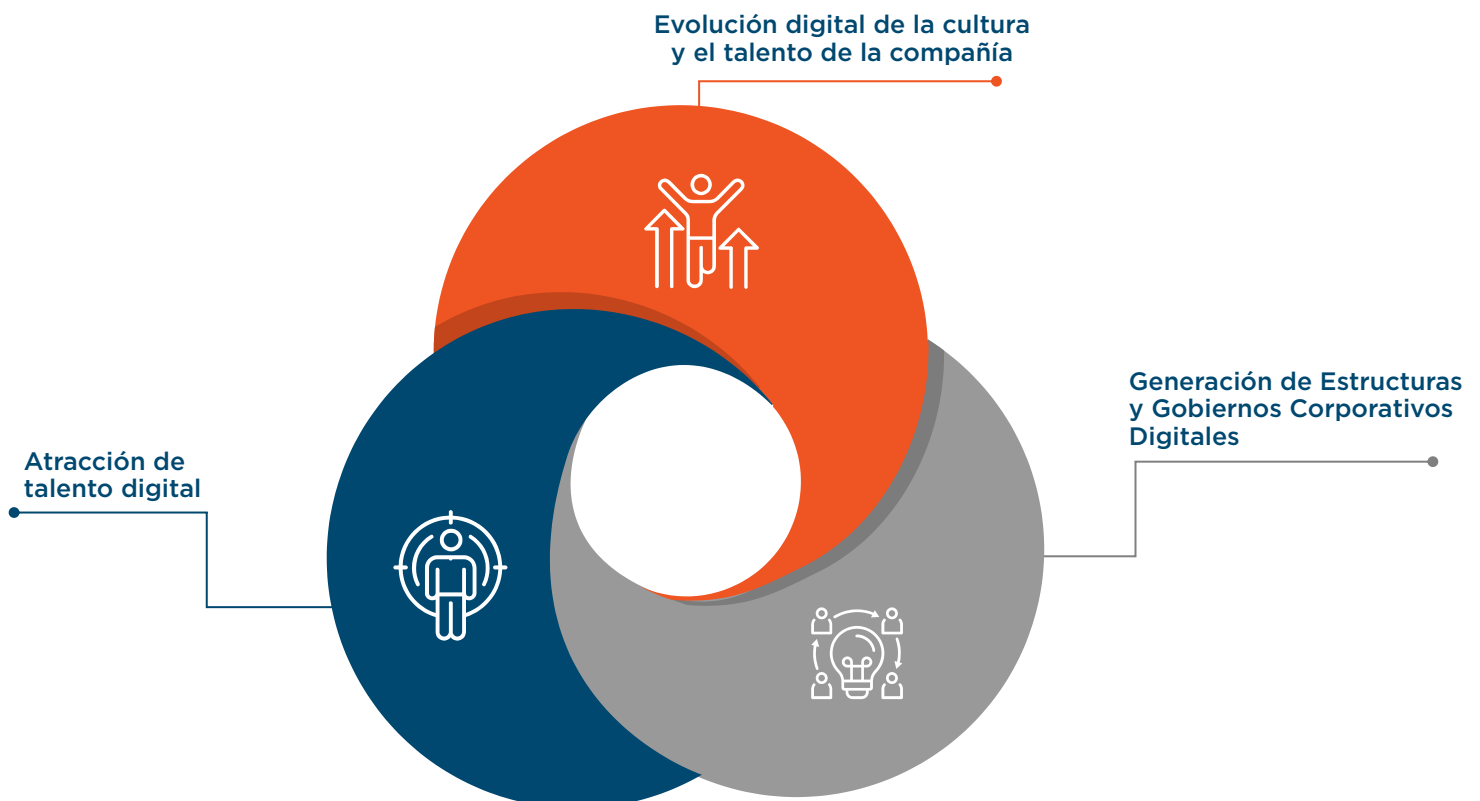 Evolución digital de la cultura
y el talento de la compañía
Generación de Estructuras
y Gobiernos Corporativos
Digitales
Atracción de
talento digital